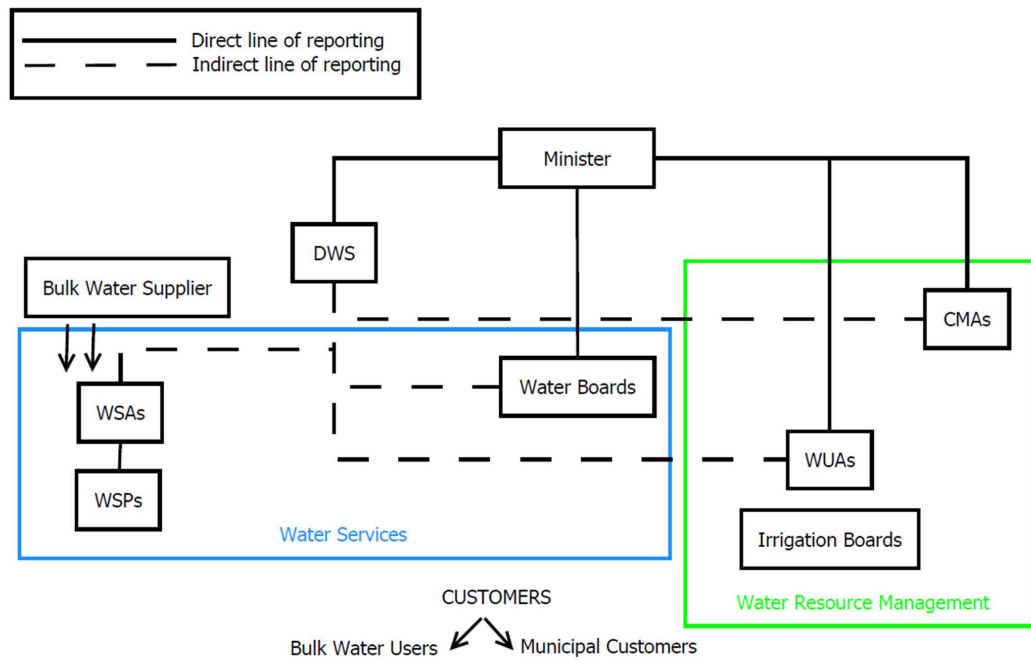 Direct line of reporting
Indirect line of reporting
Minister
DWS
Bulk Water Supplier
CMAs
Water Boards
WSAs
WUAs
WSPs
Water Services
Irrigation Boards
Water Resource Management
CUSTOMERS
Bulk Water Users
Municipal Customers